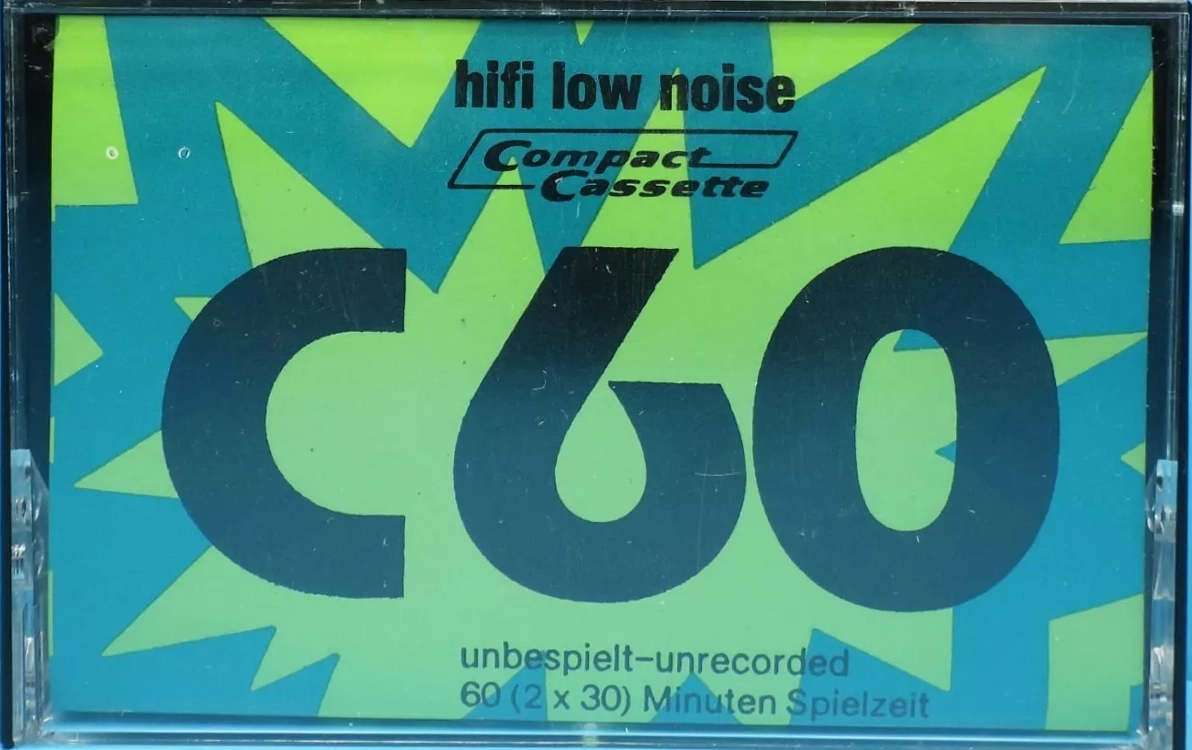 hifi low noise
Compact
Cassette
C60
unbespielt-unrecorded
60 (2 x 30) Minuten Spielzeit